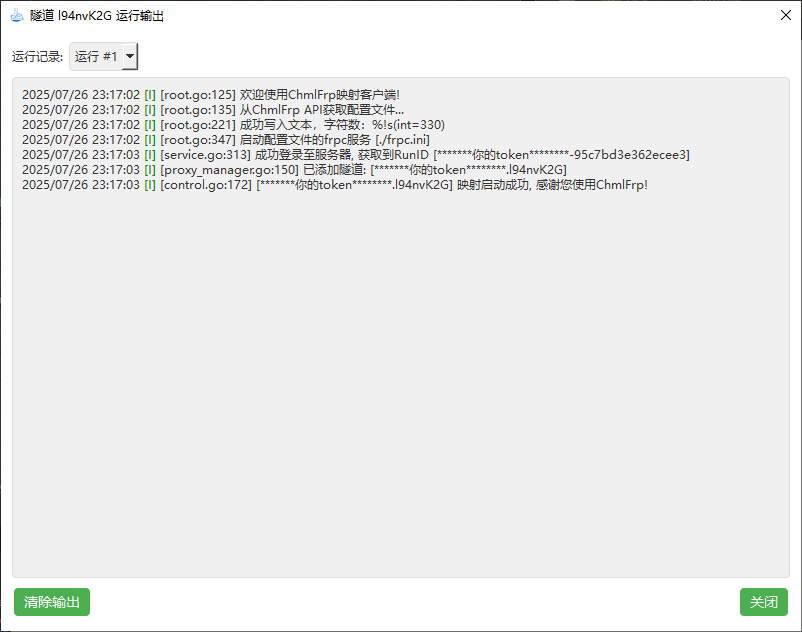 隧道 l94nvK2G 运行输出
运行记录: 运行 #1
2025/07/26 23:17:02 [I] [root.go:125] 欢迎使用ChmlFrp映射客户端!
2025/07/26 23:17:02 [I] [root.go:135] 从ChmlFrp API获取配置文件...
2025/07/26 23:17:02 [I] [root.go:221] 成功写入文本，字符数：%!s(int=330)
2025/07/26 23:17:02 [I] [root.go:347] 启动配置文件的frpc服务 [./frpc.ini]
2025/07/26 23:17:03 [I] [service.go:313] 成功登录至服务器, 获取到RunID [*******你的token********-95c7bd3e362ecee3]
2025/07/26 23:17:03 [I] [proxy_manager.go:150] 已添加隧道: [*******你的token********.l94nvK2G]
2025/07/26 23:17:03 [I] [control.go:172] [*******你的token********.l94nvK2G] 映射启动成功, 感谢您使用ChmlFrp!
清除输出
关闭